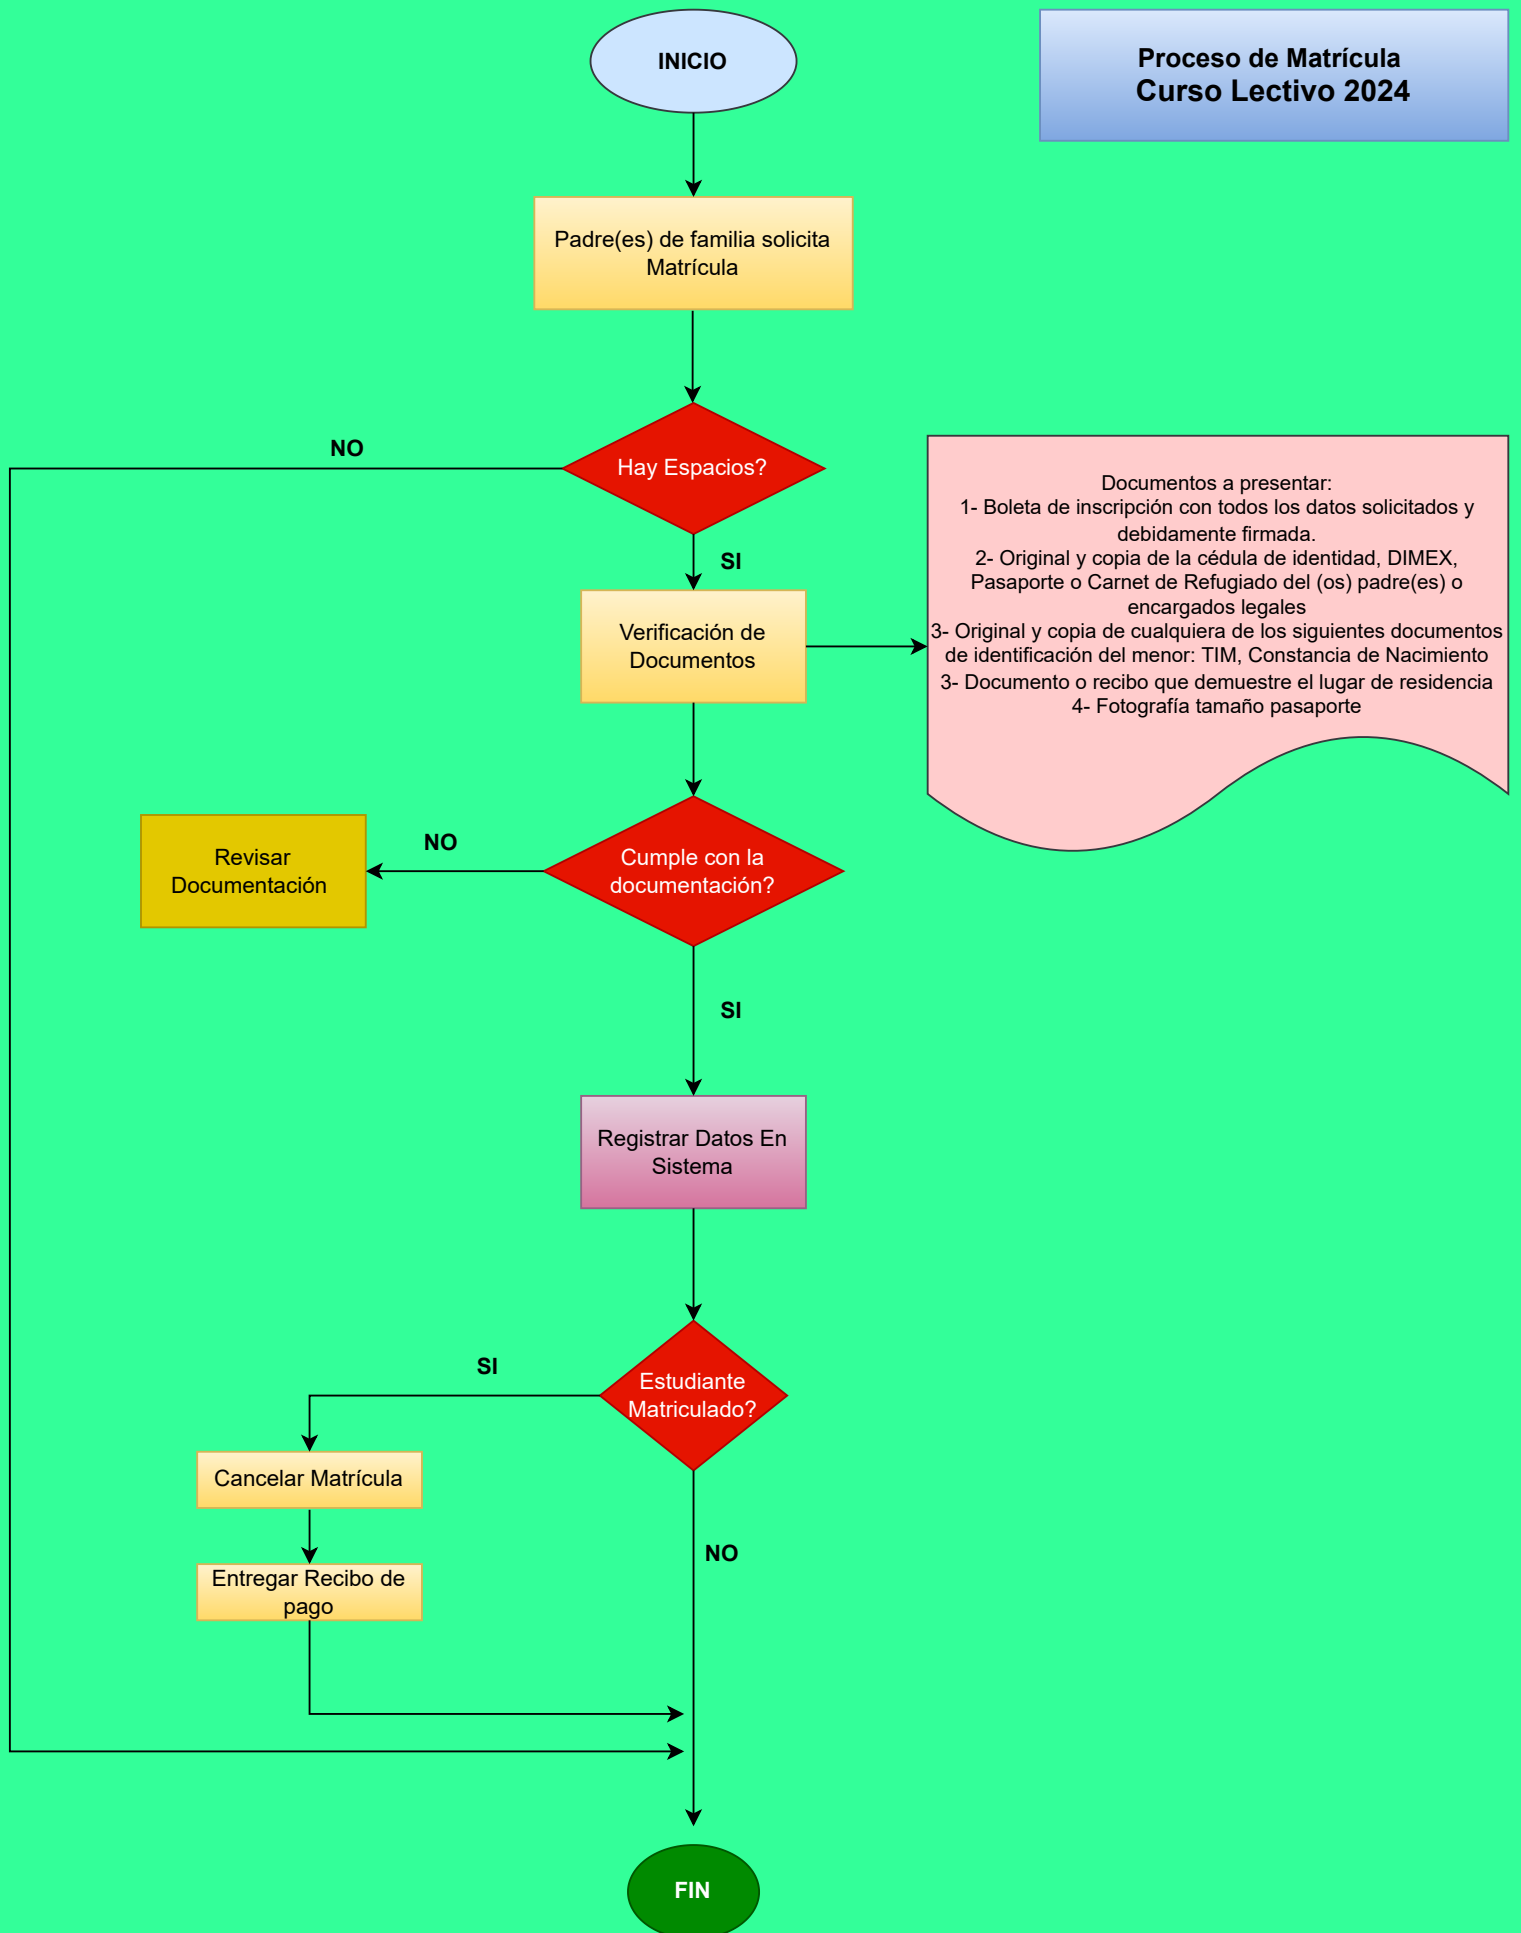 INICIO
Proceso de Matrícula
Curso Lectivo 2024
Padre(es) de familia solicita
Matrícula
NO
Hay Espacios?
SI
Documentos a presentar:
1- Boleta de inscripción con todos los datos solicitados y
debidamente firmada.
2- Original y copia de la cédula de identidad, DIMEX,
Pasaporte o Carnet de Refugiado del (os) padre(es) o
encargados legales
3- Original y copia de cualquiera de los siguientes documentos
de identificación del menor: TIM, Constancia de Nacimiento
3- Documento o recibo que demuestre el lugar de residencia
4- Fotografía tamaño pasaporte
Verificación de
Documentos
NO
Revisar
Documentación
Cumple con la
documentación?
SI
Registrar Datos En
Sistema
SI
Estudiante
Matriculado?
Cancelar Matrícula
NO
Entregar Recibo de
pago
FIN